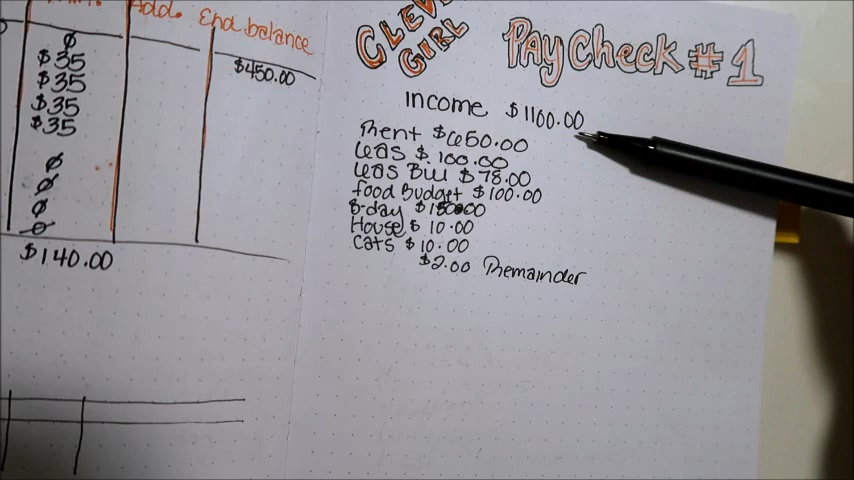 Add. End balance
Ø
$35
$35
$35
$35
Ø
Ø
Ø
Ø
$140.00
$450.00
CLEVER GIRL
PAYCHECK #1
Income $1100.00
Rent $650.00
Gas $.100.00
Gas Bill $78.00
Food Budget $100.00
B-day $150.00
House $ 10.00
Cats $ 10.00
$2.00 Remainder